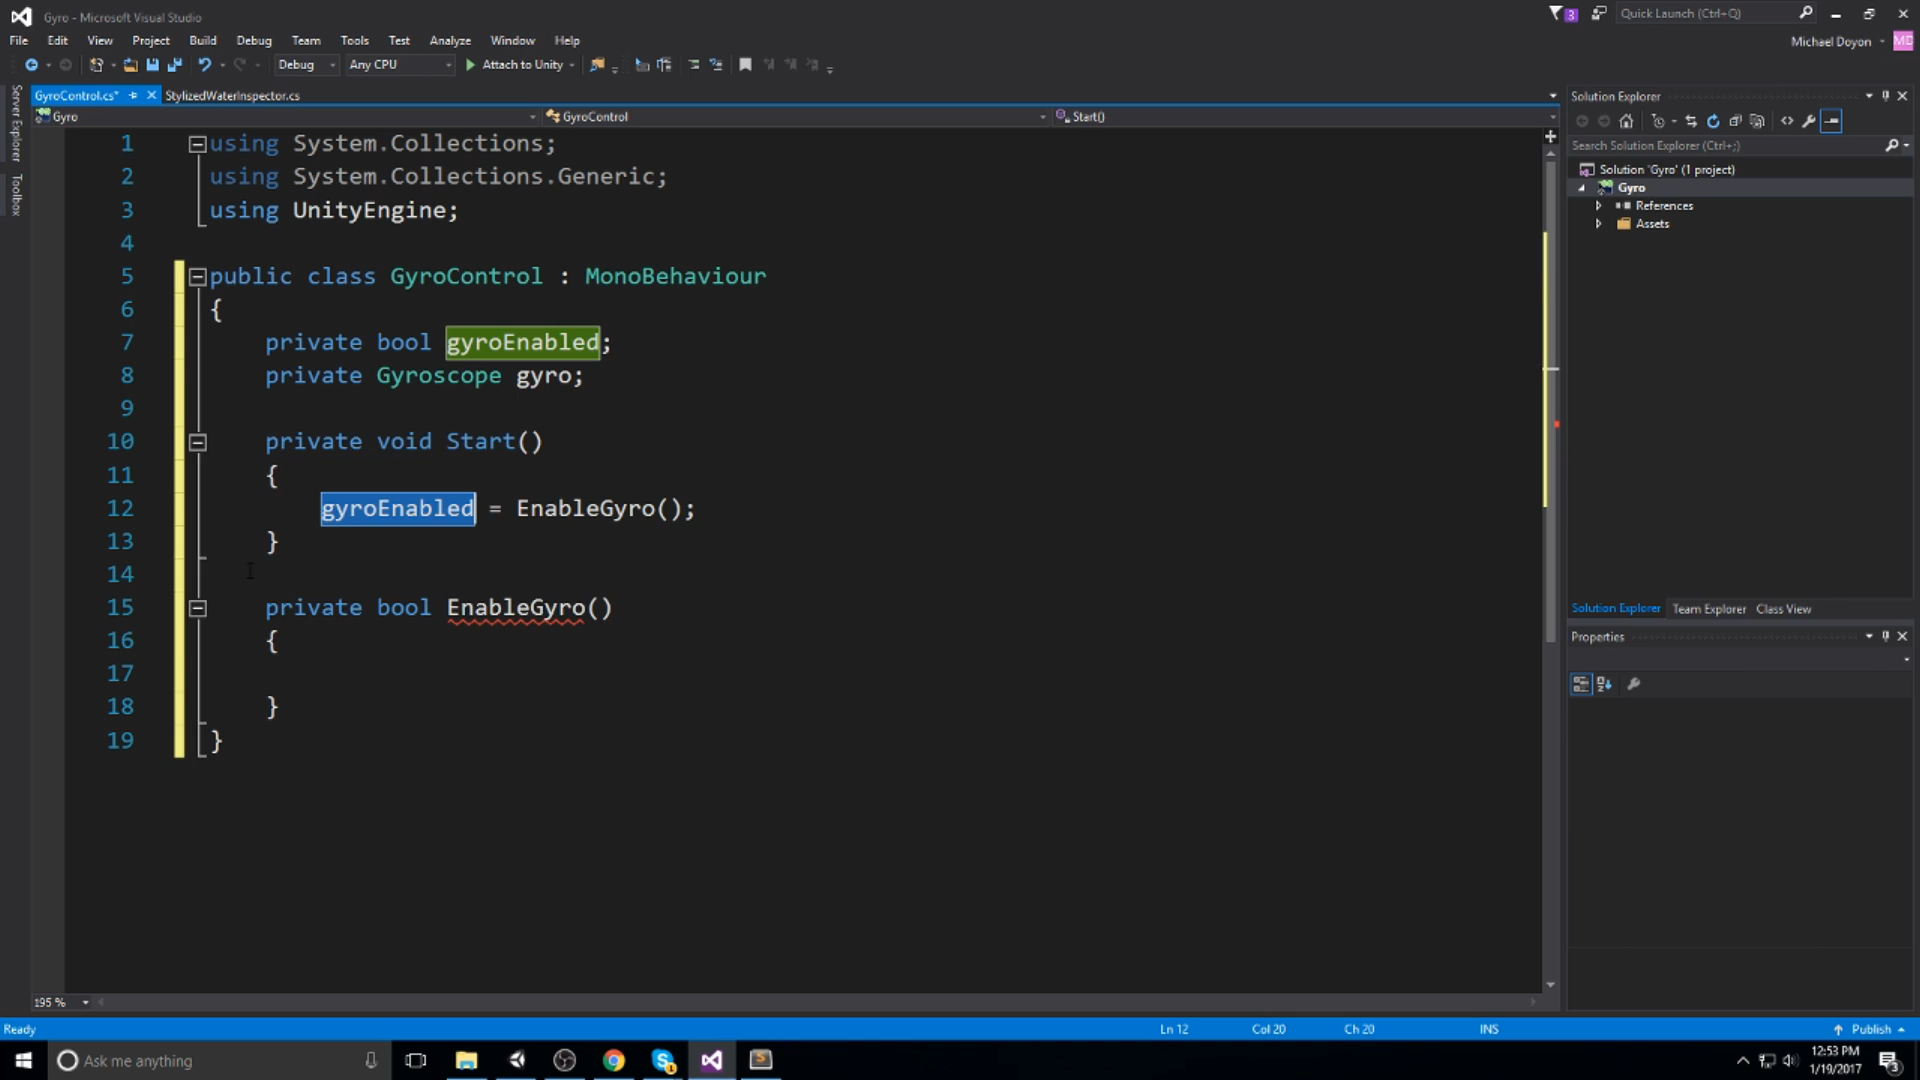 Gyro - Microsoft Visual Studio
3
Quick Launch (Ctrl+Q)
File Edit View Project Build Debug Team Tools Test Analyze Window Help
Michael Doyon MD
Debug Any CPU Attach to Unity
GyroControl.cs* StylizedWaterInspector.cs
Gyro GyroControl Start()
Server Explorer
Toolbox
1 using System.Collections;
2 using System.Collections.Generic;
3 using UnityEngine;
4
5 public class GyroControl : MonoBehaviour
6 {
7 private bool gyroEnabled;
8 private Gyroscope gyro;
9
10 private void Start()
11 {
12 gyroEnabled = EnableGyro();
13 }
14
15 private bool EnableGyro()
16 {
17
18 }
19 }
195 %
Solution Explorer
Search Solution Explorer (Ctrl+;)
Solution 'Gyro' (1 project)
Gyro
References
Assets
Solution Explorer Team Explorer Class View
Properties
Ready Ln 12 Col 20 Ch 20 INS Publish
Ask me anything
12:53 PM
1/19/2017
3